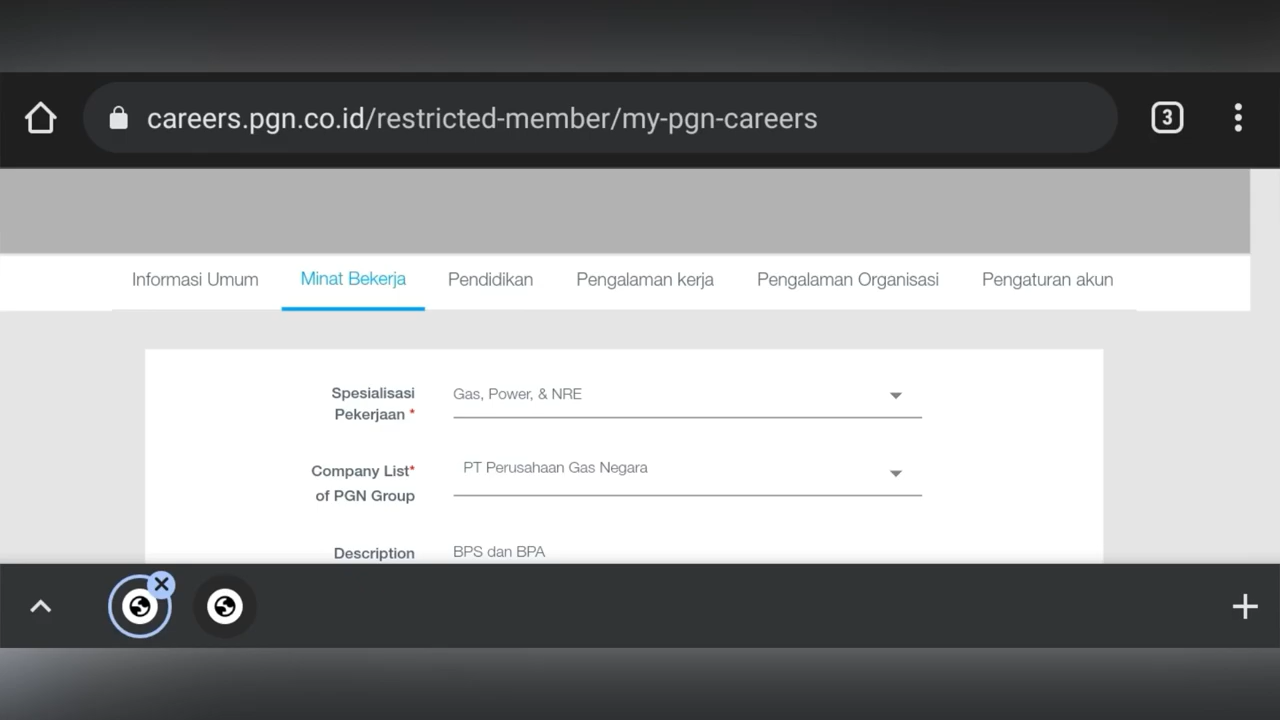 careers.pgn.co.id/restricted-member/my-pgn-careers
3
Informasi Umum
Minat Bekerja
Pendidikan
Pengalaman kerja
Pengalaman Organisasi
Pengaturan akun
Spesialisasi
Pekerjaan *
Gas, Power, & NRE
Company List*
of PGN Group
PT Perusahaan Gas Negara
Description
BPS dan BPA